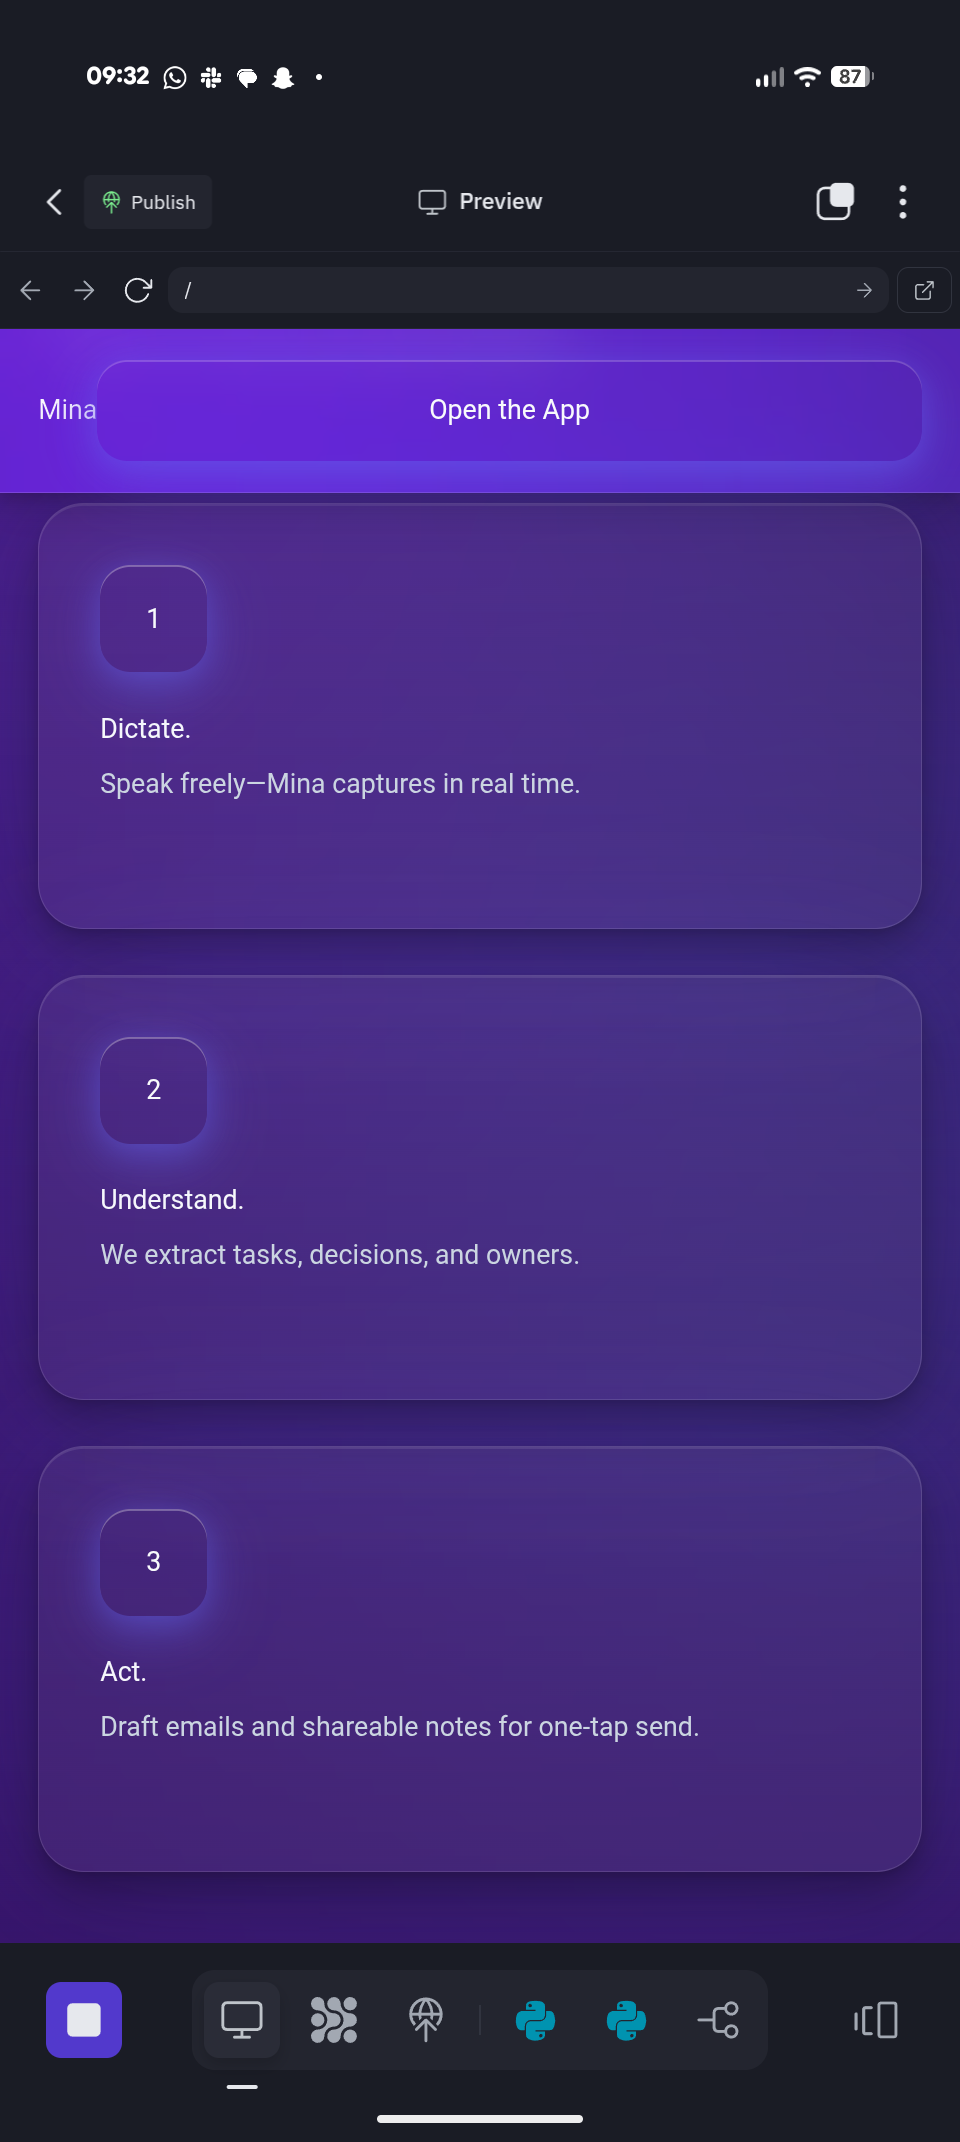 09:32
87
Publish
Preview
/
Mina
Open the App
1
Dictate.
Speak freely—Mina captures in real time.
2
Understand.
We extract tasks, decisions, and owners.
3
Act.
Draft emails and shareable notes for one-tap send.